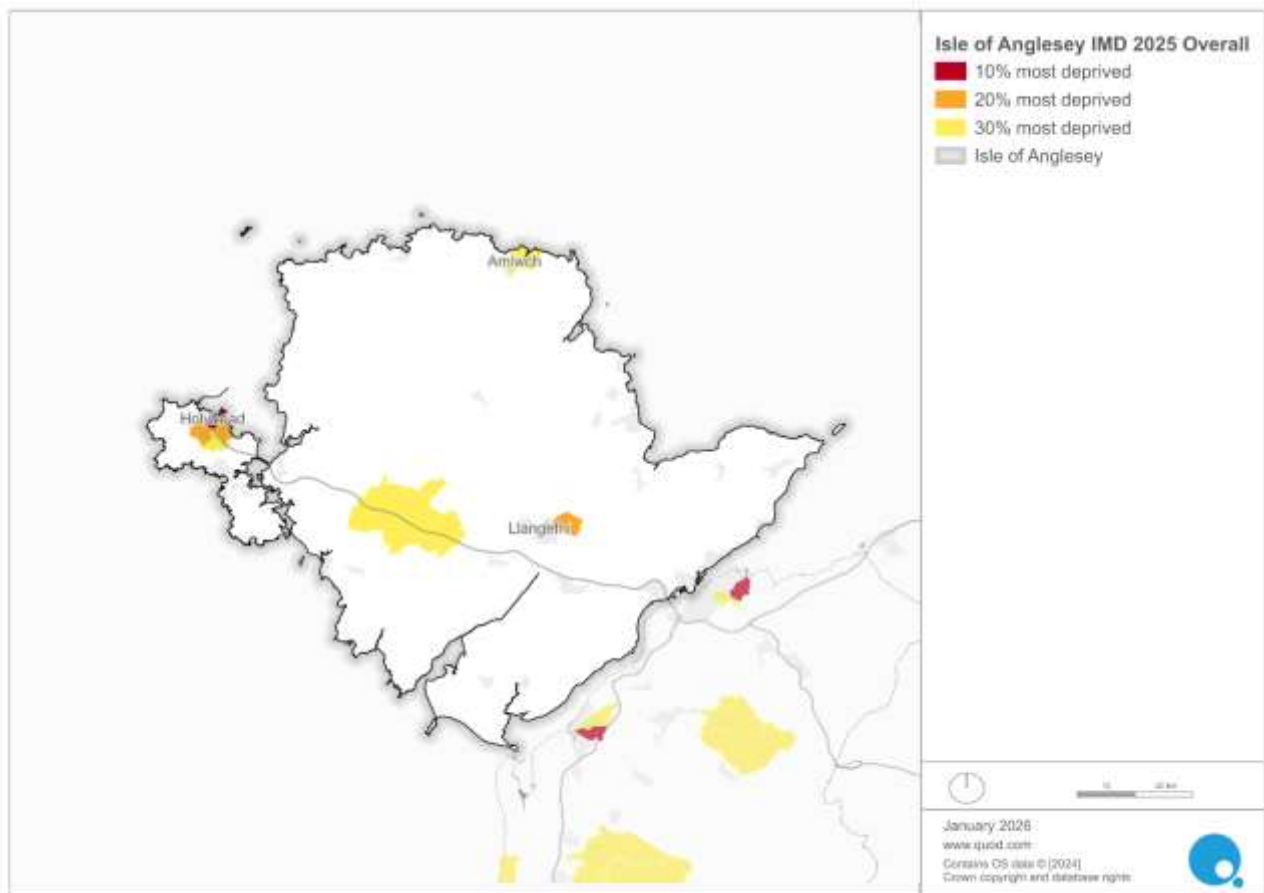 Isle of Anglesey IMD 2025 Overall
10% most deprived
20% most deprived
30% most deprived
Isle of Anglesey
Amlwch
Holyhead
Llangefni
January 2026
www.quod.com
Contains OS data © [2024]
Crown copyright and database rights